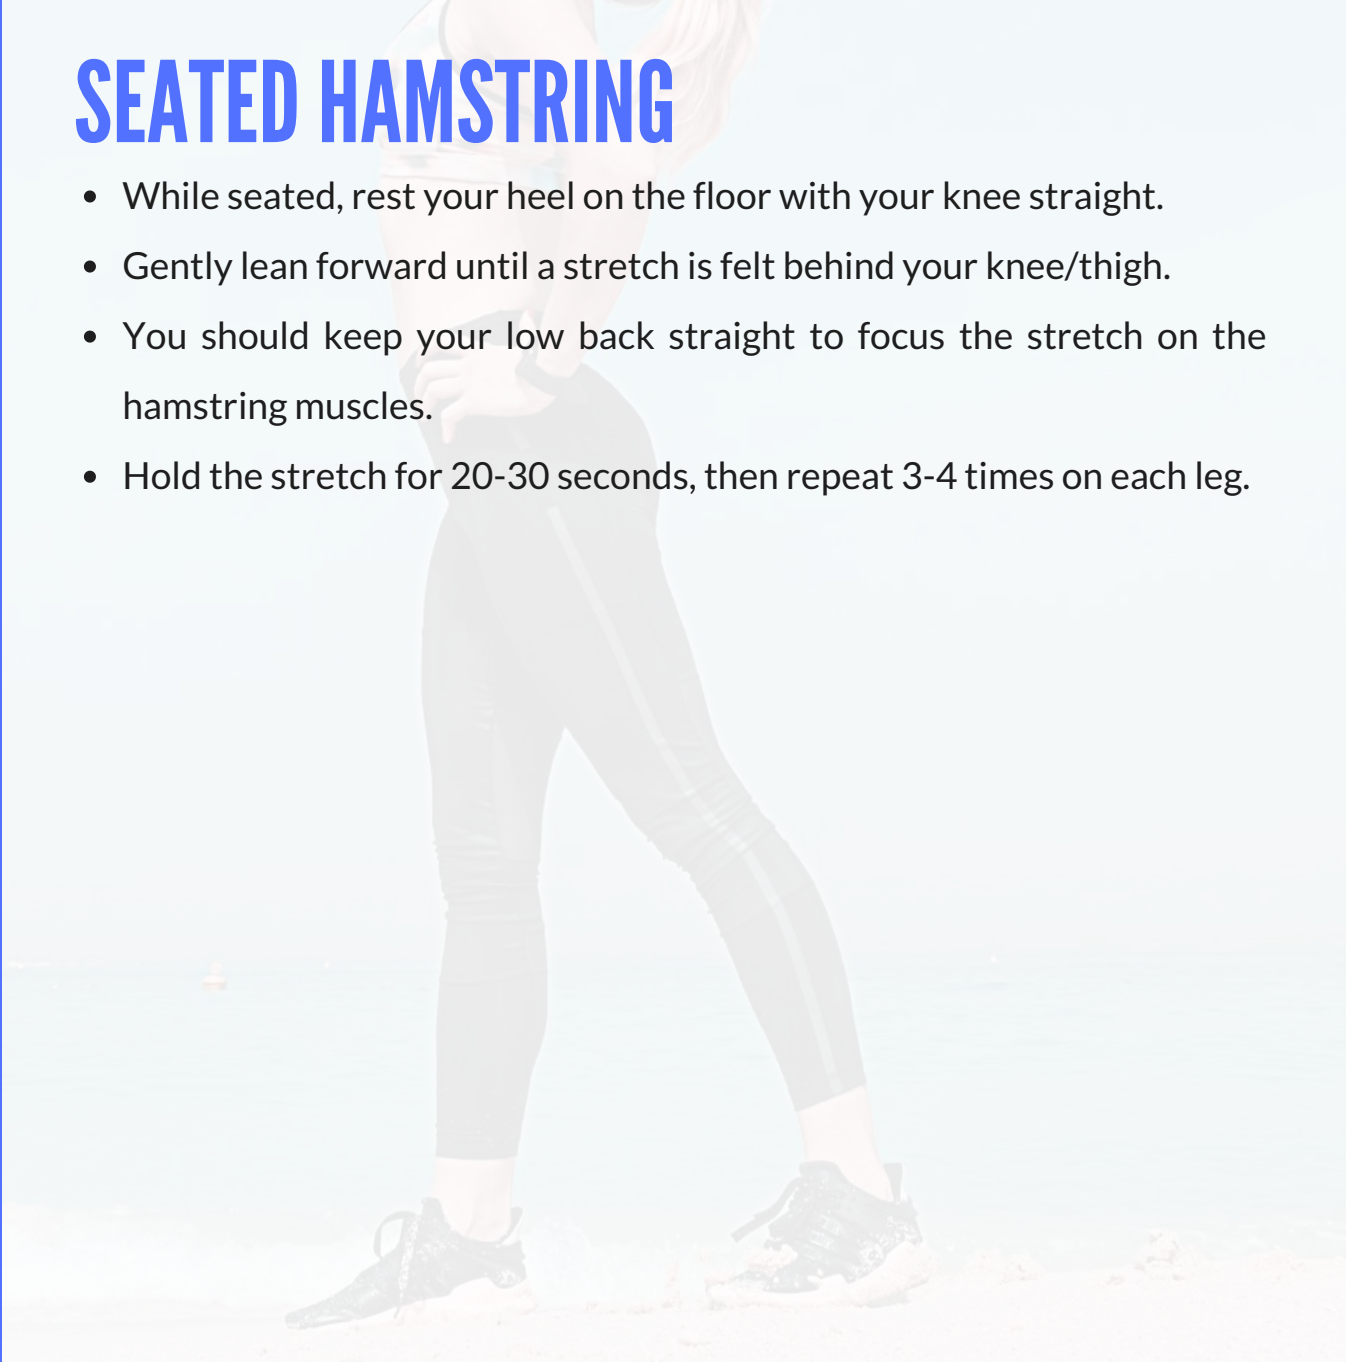 SEATED HAMSTRING
• While seated, rest your heel on the floor with your knee straight.
• Gently lean forward until a stretch is felt behind your knee/thigh.
• You should keep your low back straight to focus the stretch on the
hamstring muscles.
• Hold the stretch for 20-30 seconds, then repeat 3-4 times on each leg.